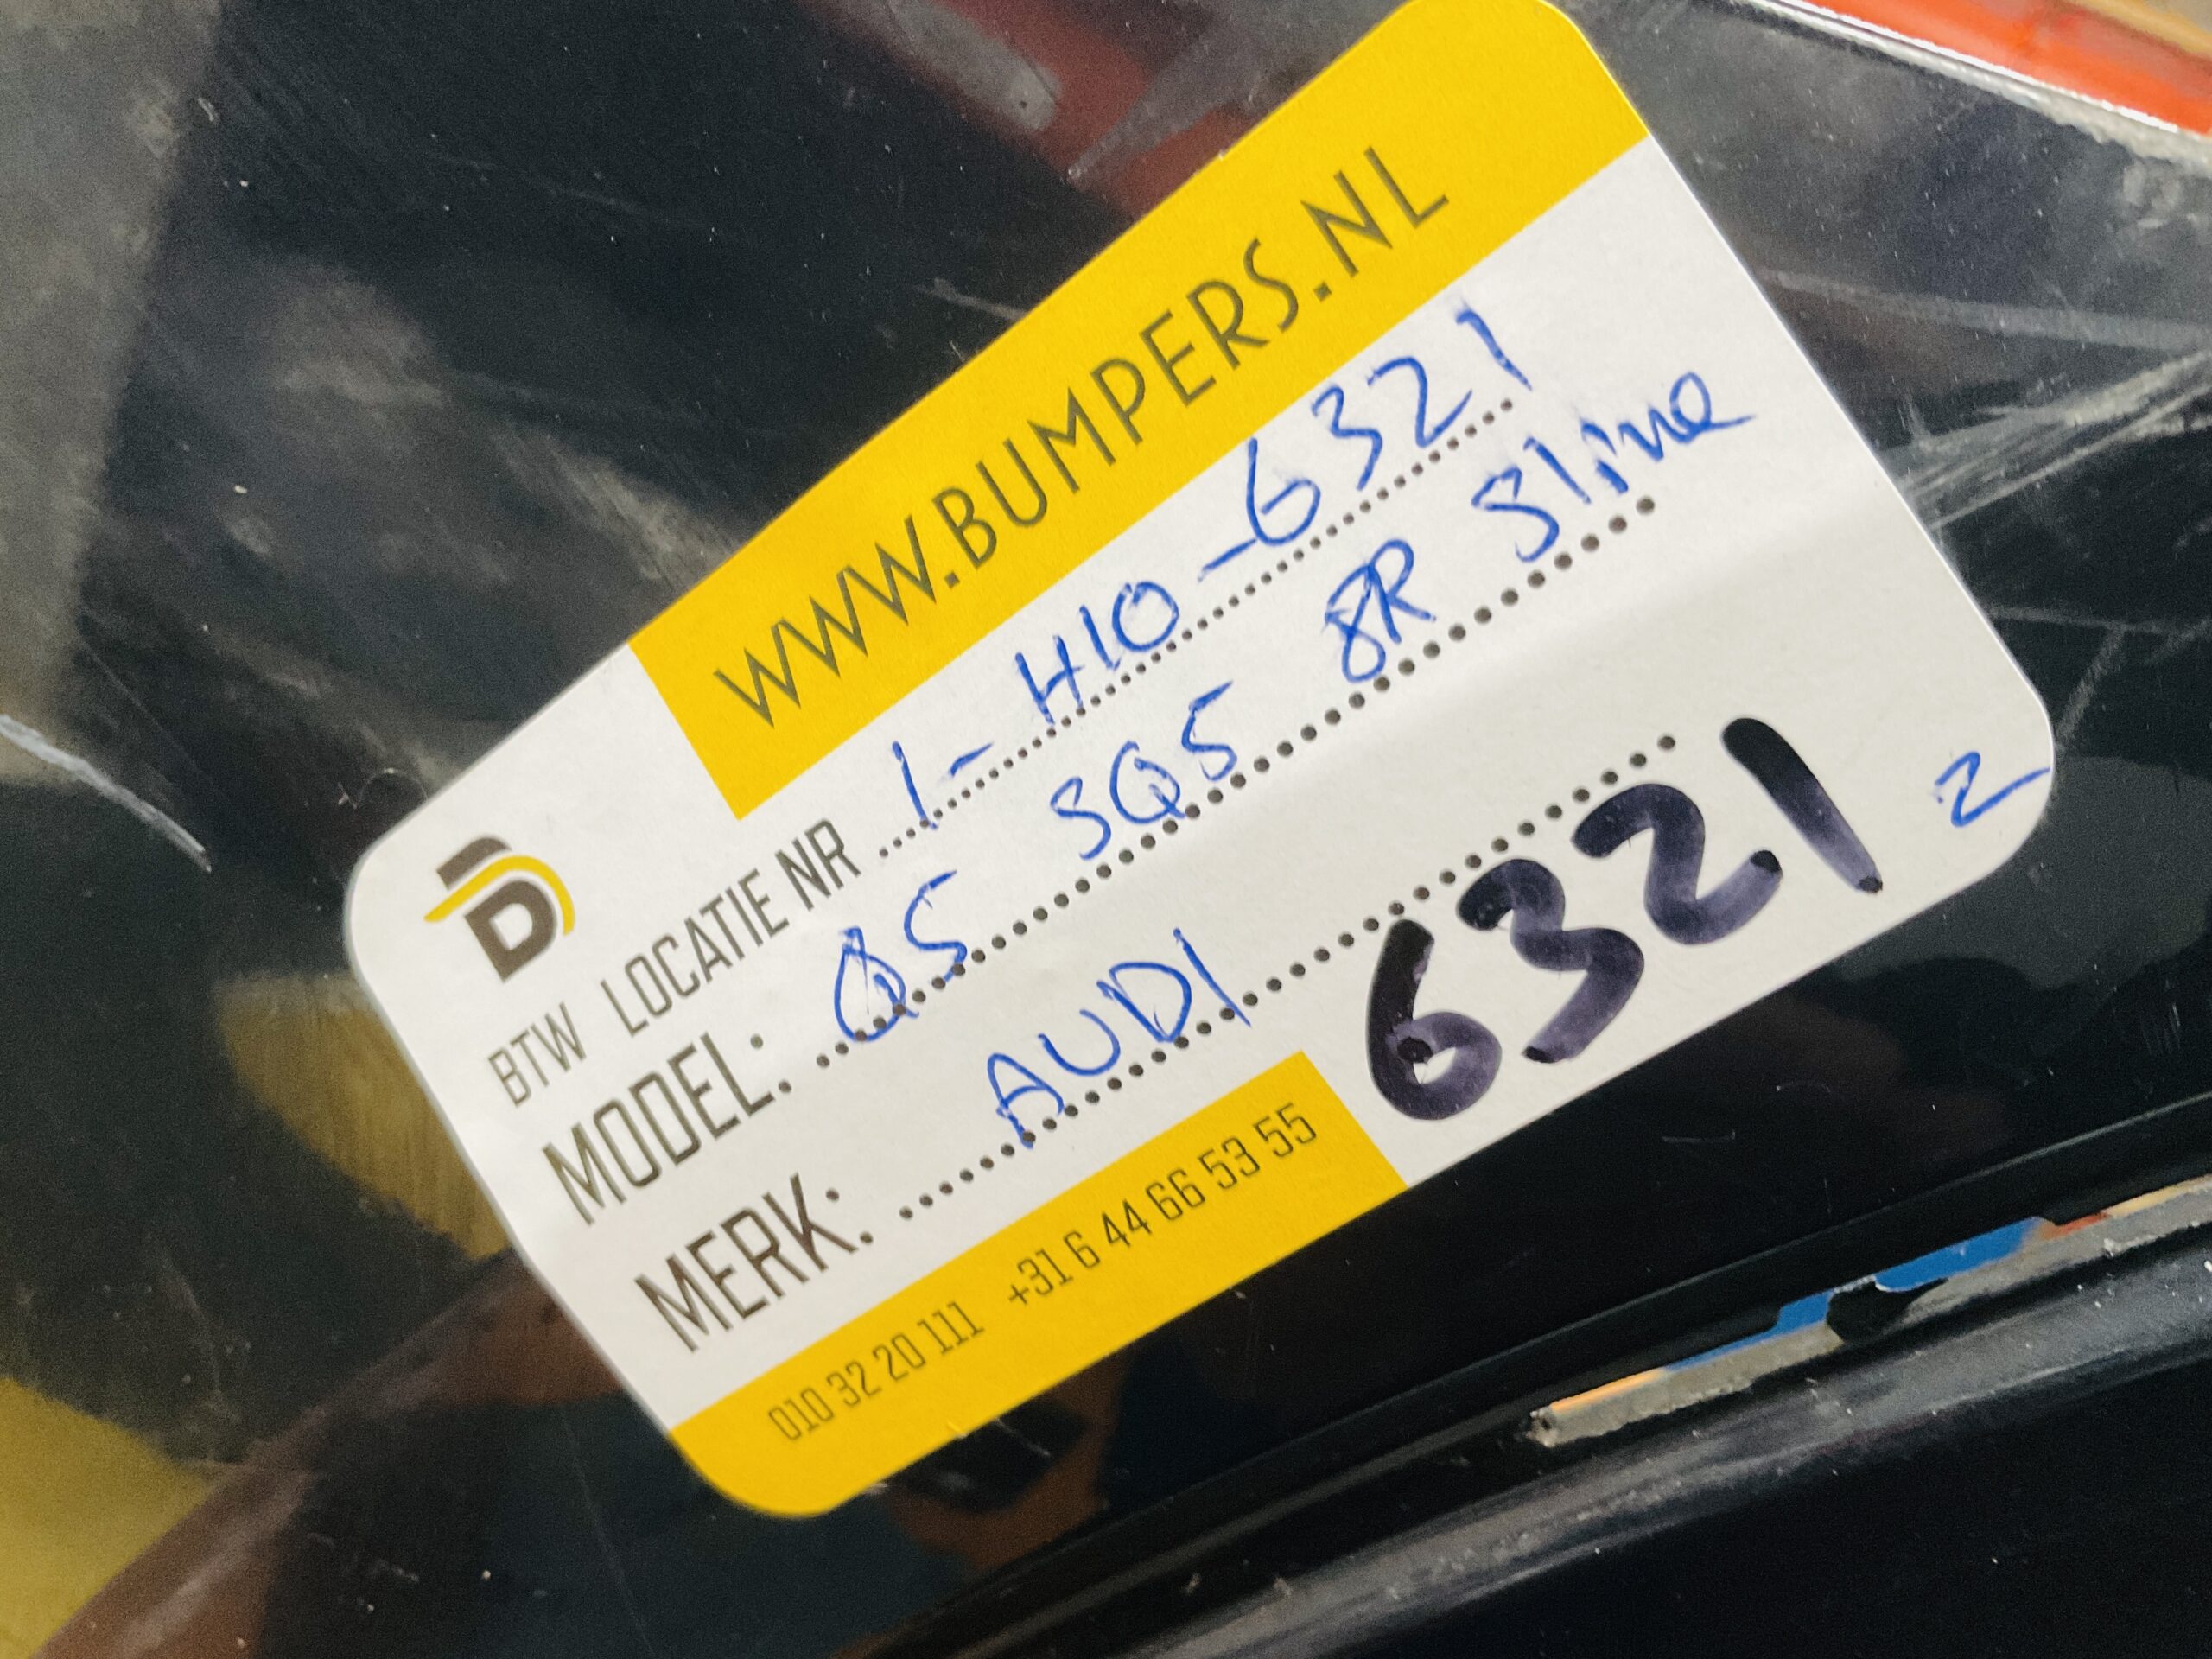 WWW.BUMPERS.NL
BTW LOCATIE NR 1-H10-6321
MODEL: Q5 SQ5 8R Sline
MERK: AUDI
6321
2
010 32 20 111 +31 6 44 66 53 55